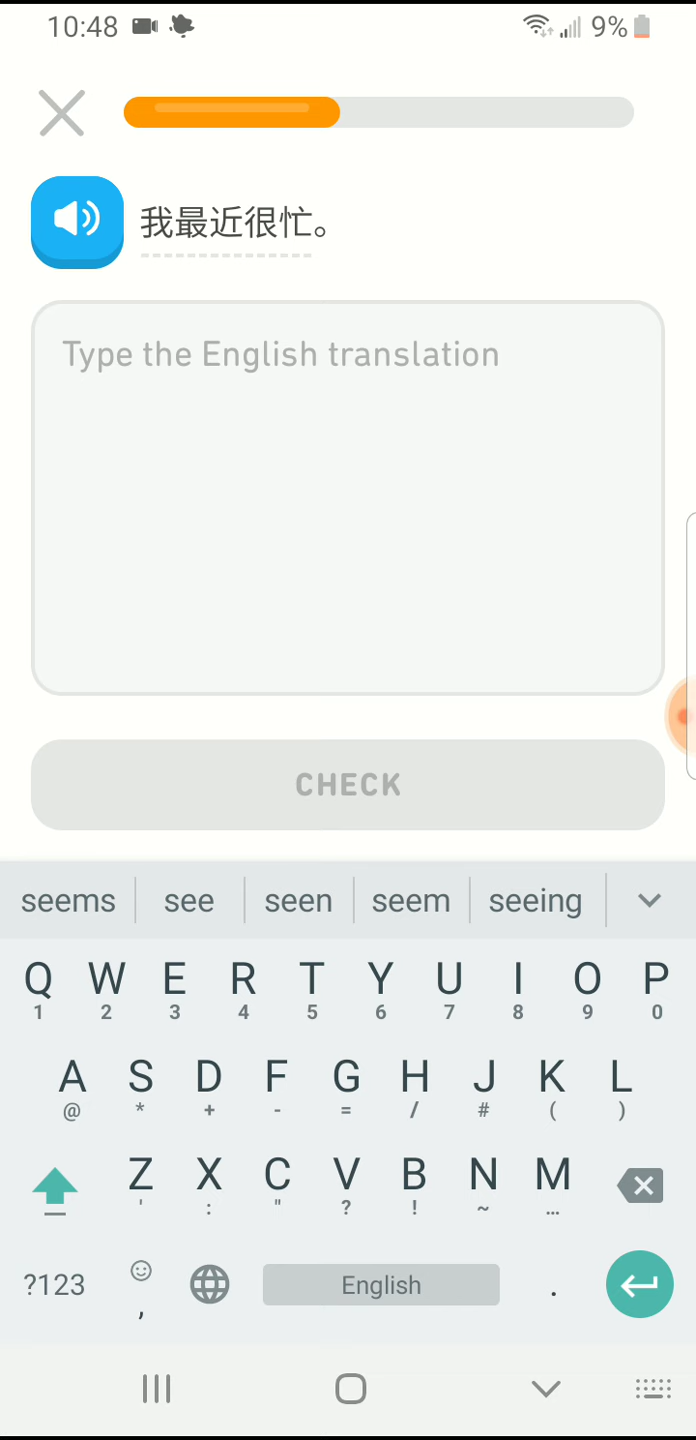 10:48 9%
我最近很忙。
Type the English translation
CHECK
seems see seen seem seeing
Q W E R T Y U I O P
1 2 3 4 5 6 7 8 9 0
A S D F G H J K L
@ * + - = / # ( )
Z X C V B N M
' : " ? ! ~ …
?123 , English .